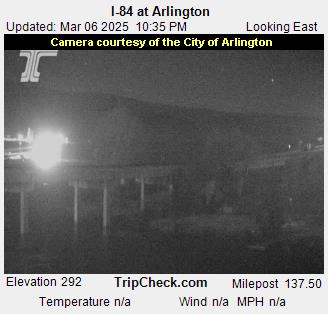 I-84 at Arlington
Updated: Mar 06 2025 10:35 PM Looking East
Camera courtesy of the City of Arlington
Elevation 292 TripCheck.com Milepost 137.50
Temperature n/a Wind n/a MPH n/a